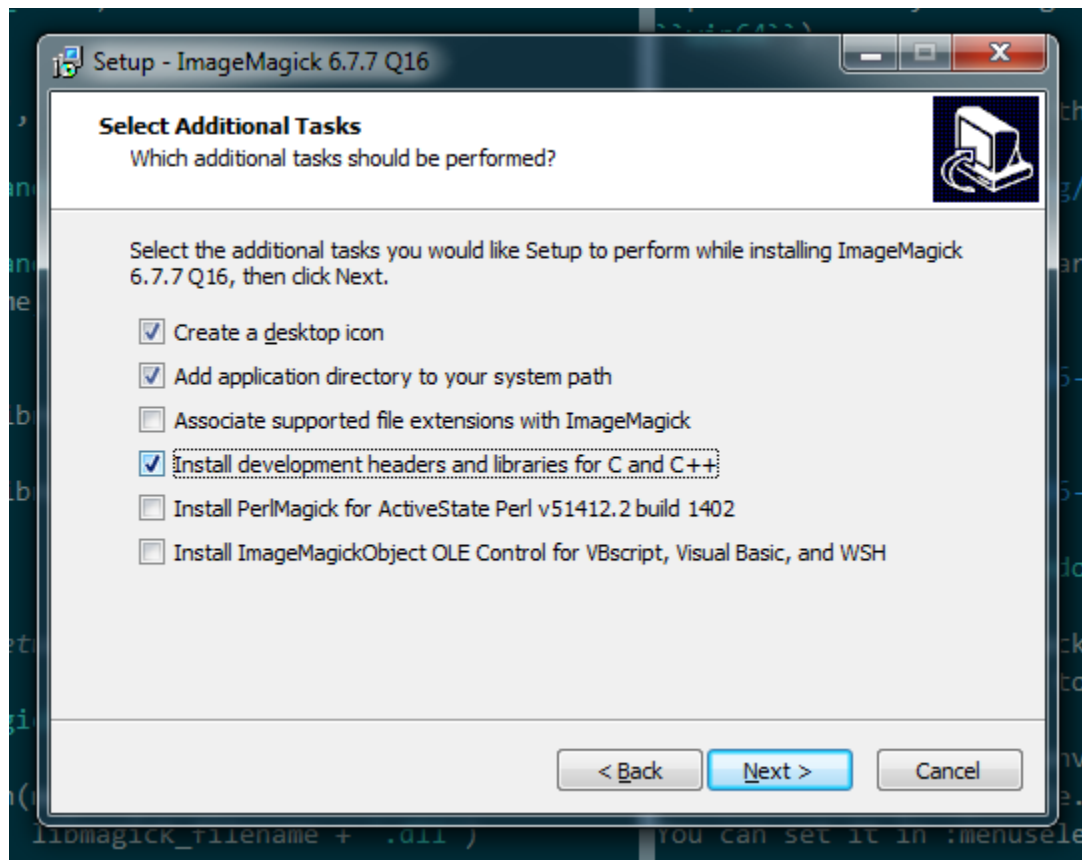 ``win64``)
Setup - ImageMagick 6.7.7 Q16
Select Additional Tasks
Which additional tasks should be performed?
Select the additional tasks you would like Setup to perform while installing ImageMagick
6.7.7 Q16, then click Next.
Create a desktop icon
Add application directory to your system path
Associate supported file extensions with ImageMagick
Install development headers and libraries for C and C++
Install PerlMagick for ActiveState Perl v51412.2 build 1402
Install ImageMagickObject OLE Control for VBscript, Visual Basic, and WSH
< Back
Next >
Cancel
libmagick_filename + '.dll')
You can set it in :menusele